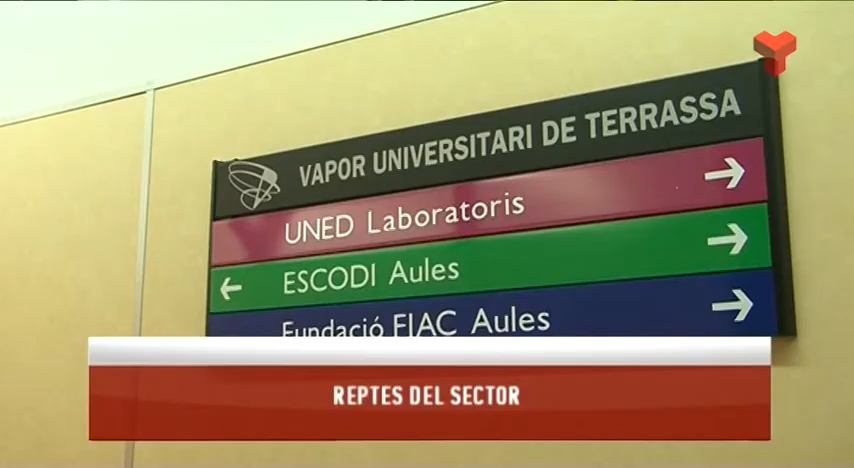 VAPOR UNIVERSITARI DE TERRASSA
UNED Laboratoris
ESCODI Aules
Fundació FIAC Aules
REPTES DEL SECTOR